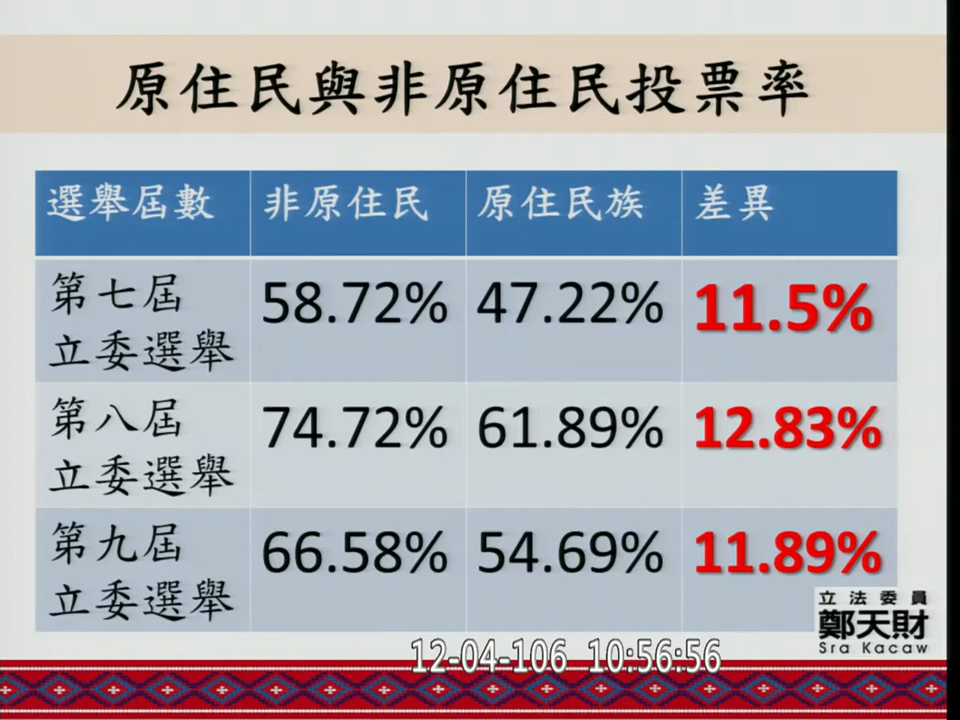 原住民與非原住民投票率
選舉屆數 非原住民 原住民族 差異
第七屆
立委選舉 58.72% 47.22% 11.5%
第八屆
立委選舉 74.72% 61.89% 12.83%
第九屆
立委選舉 66.58% 54.69% 11.89%
立法委員
鄭天財
Sra Kacaw
12-04-106 10:56:56